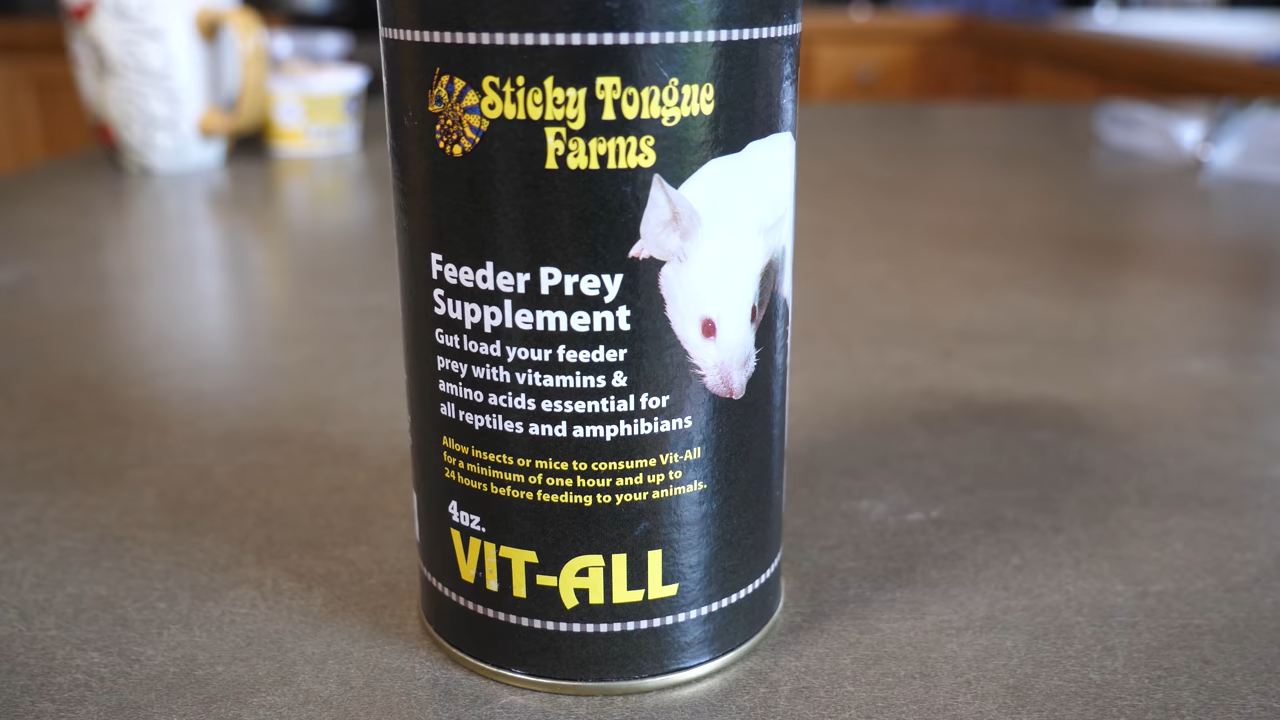 Sticky Tongue
Farms
Feeder Prey
Supplement
Gut load your feeder
prey with vitamins &
amino acids essential for
all reptiles and amphibians
Allow insects or mice to consume Vit-All
for a minimum of one hour and up to
24 hours before feeding to your animals.
4oz.
VIT-ALL